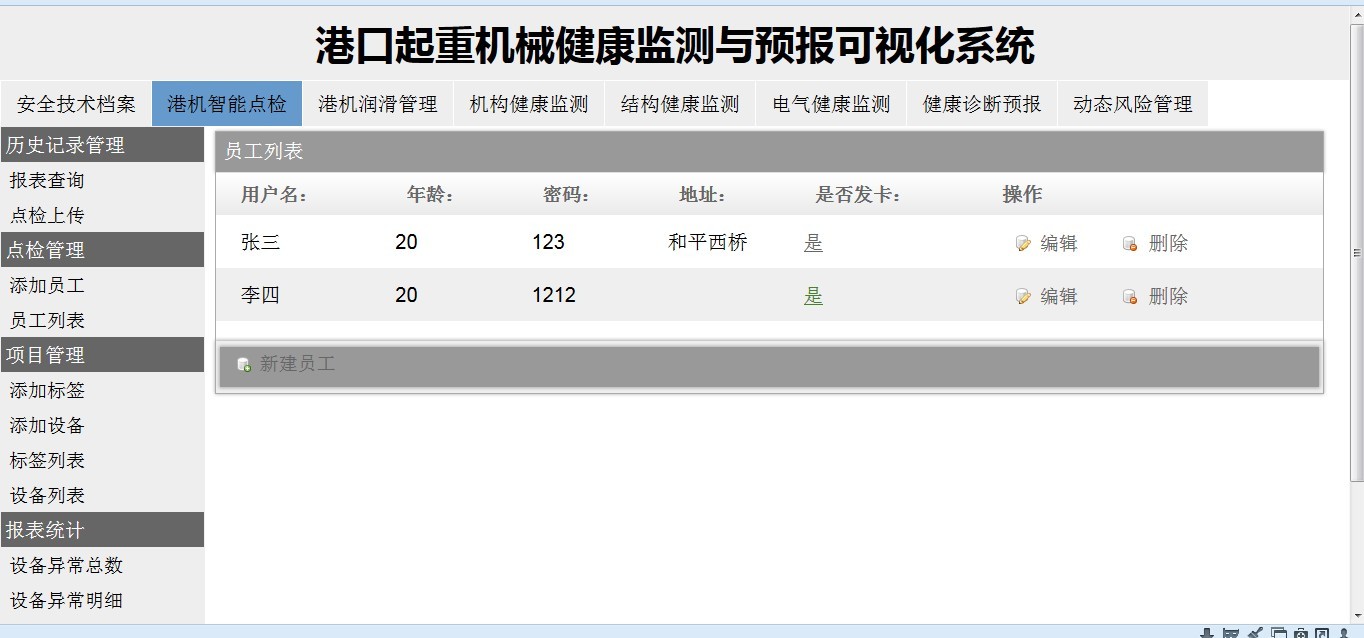 港口起重机械健康监测与预报可视化系统
安全技术档案 港机智能点检 港机润滑管理 机构健康监测 结构健康监测 电气健康监测 健康诊断预报 动态风险管理
历史记录管理
报表查询
点检上传
点检管理
添加员工
员工列表
项目管理
添加标签
添加设备
标签列表
设备列表
报表统计
设备异常总数
设备异常明细
员工列表
用户名： 年龄： 密码： 地址： 是否发卡： 操作
张三 20 123 和平西桥 是 编辑 删除
李四 20 1212 是 编辑 删除
新建员工